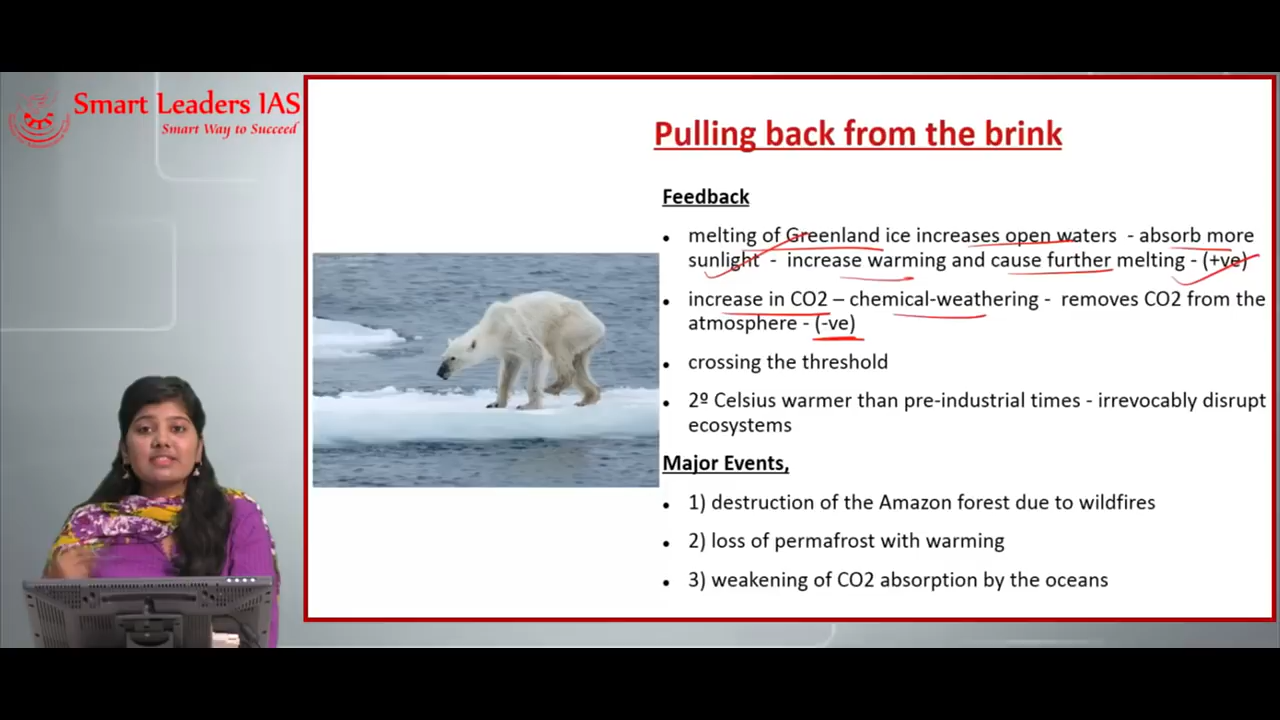 Smart Leaders IAS
Smart Way to Succeed
Pulling back from the brink
Feedback
• melting of Greenland ice increases open waters - absorb more
sunlight - increase warming and cause further melting - (+ve)
• increase in CO2 – chemical-weathering - removes CO2 from the
atmosphere - (-ve)
• crossing the threshold
• 2º Celsius warmer than pre-industrial times - irrevocably disrupt
ecosystems
Major Events,
• 1) destruction of the Amazon forest due to wildfires
• 2) loss of permafrost with warming
• 3) weakening of CO2 absorption by the oceans